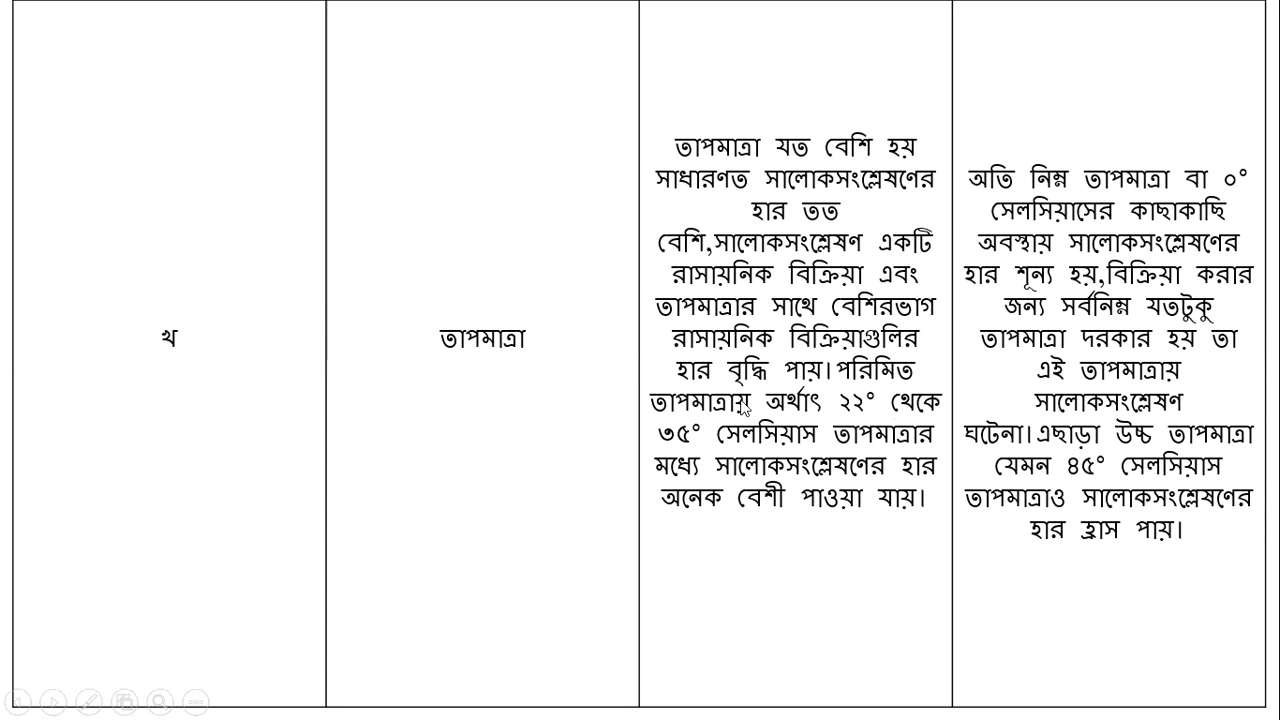 খ
তাপমাত্রা
তাপমাত্রা যত বেশি হয়
সাধারণত সালোকসংশ্লেষণের
হার তত
বেশি,সালোকসংশ্লেষণ একটি
রাসায়নিক বিক্রিয়া এবং
তাপমাত্রার সাথে বেশিরভাগ
রাসায়নিক বিক্রিয়াগুলির
হার বৃদ্ধি পায়।পরিমিত
তাপমাত্রায় অর্থাৎ ২২° থেকে
৩৫° সেলসিয়াস তাপমাত্রার
মধ্যে সালোকসংশ্লেষণের হার
অনেক বেশী পাওয়া যায়।
অতি নিম্ন তাপমাত্রা বা ০°
সেলসিয়াসের কাছাকাছি
অবস্থায় সালোকসংশ্লেষণের
হার শূন্য হয়,বিক্রিয়া করার
জন্য সর্বনিম্ন যতটুকু
তাপমাত্রা দরকার হয় তা
এই তাপমাত্রায়
সালোকসংশ্লেষণ
ঘটেনা।এছাড়া উচ্চ তাপমাত্রা
যেমন ৪৫° সেলসিয়াস
তাপমাত্রাও সালোকসংশ্লেষণের
হার হ্রাস পায়।